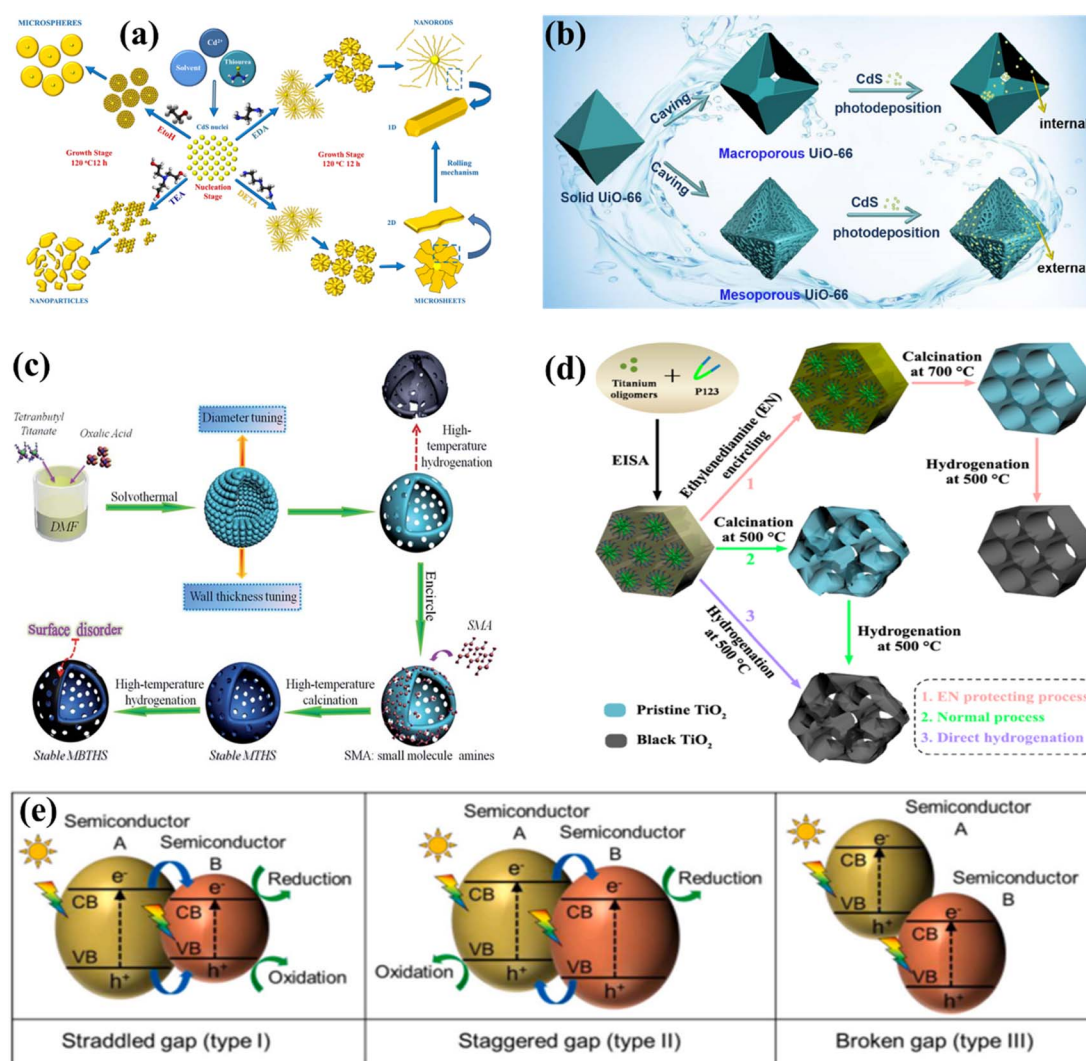 (a)
MICROSPHERES
Cd²⁺
Solvent
Thiourea
NANORODS
EtoH
CdS nuclei
EDA
1D
Growth Stage
120 °C12 h
Growth Stage
120 °C 12 h
Rolling
mechanism
Nucleation
Stage
TEA
DETA
2D
NANOPARTICLES
MICROSHEETS
(b)
Solid UiO-66
Caving
Macroporous UiO-66
CdS
photodeposition
internal
Caving
Mesoporous UiO-66
CdS
photodeposition
external
(c)
Tetranbutyl
Titanate
Oxalic Acid
DMF
Solvothermal
Diameter tuning
Wall thickness tuning
High-
temperature
hydrogenation
Encircle
SMA
SMA: small molecule amines
High-temperature
calcination
Stable MTHS
High-temperature
hydrogenation
Surface disorder
Stable MBTHS
(d)
Titanium
oligomers
+
P123
EISA
Ethylenediamine (EN)
encircling
1
Calcination
at 700 °C
Hydrogenation
at 500 °C
Calcination
at 500 °C
2
Hydrogenation
at 500 °C
3
Hydrogenation
at 500 °C
Pristine TiO₂
Black TiO₂
1. EN protecting process
2. Normal process
3. Direct hydrogenation
(e)
Semiconductor
A
Semiconductor
B
e⁻
CB
VB
h⁺
e⁻
CB
VB
h⁺
Reduction
Oxidation
Straddled gap (type I)
Semiconductor
A
Semiconductor
B
e⁻
CB
VB
h⁺
e⁻
CB
VB
h⁺
Reduction
Oxidation
Staggered gap (type II)
Semiconductor
A
Semiconductor
B
e⁻
CB
VB
h⁺
e⁻
CB
VB
h⁺
Broken gap (type III)